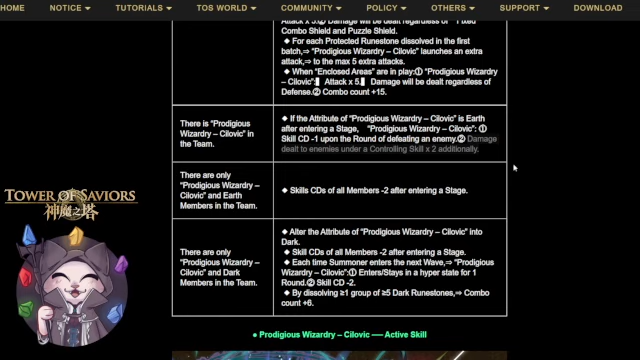 HOME NOTICE TUTORIALS TOS WORLD COMMUNITY POLICY OTHERS SUPPORT DOWNLOAD
Combo Shield and Puzzle Shield.
◆ For each Protected Runestone dissolved in the first
batch,⇒ “Prodigious Wizardry – Cilovic” launches an extra
attack,⇒ to the max 5 extra attacks.
◆ When “Enclosed Areas” are in play:① “Prodigious Wizardry
– Cilovic”:▌ Attack x 5.▌ Damage will be dealt regardless of
Defense.② Combo count +15.
There is “Prodigious
Wizardry – Cilovic” in
the Team.
◆ If the Attribute of “Prodigious Wizardry – Cilovic” is Earth
after entering a Stage, “Prodigious Wizardry – Cilovic”: ①
Skill CD -1 upon the Round of defeating an enemy.② Damage
dealt to enemies under a Controlling Skill x 2 additionally.
There are only
“Prodigious Wizardry
– Cilovic” and Earth
Members in the Team.
◆ Skills CDs of all Members -2 after entering a Stage.
There are only
“Prodigious Wizardry
– Cilovic” and Dark
Members in the Team.
◆ Alter the Attribute of “Prodigious Wizardry – Cilovic” into
Dark.
◆ Skill CDs of all Members -2 after entering a Stage.
◆ Each time Summoner enters the next Wave,⇒ “Prodigious
Wizardry – Cilovic”:① Enters/Stays in a hyper state for 1
Round.② Skill CD -2.
◆ By dissolving ≥1 group of ≥5 Dark Runestones,⇒ Combo
count +6.
TOWER OF SAVIORS
神魔之塔
● Prodigious Wizardry – Cilovic ── Active Skill